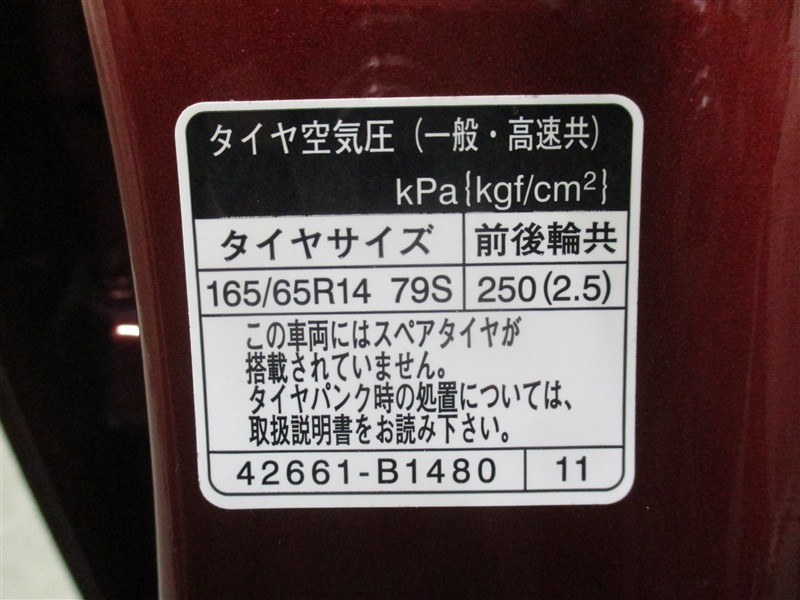 タイヤ空気圧（一般・高速共）
kPa{kgf/cm²}
タイヤサイズ 前後輪共
165/65R14 79S 250(2.5)
この車両にはスペアタイヤが
搭載されていません。
タイヤパンク時の処置については、
取扱説明書をお読み下さい。
42661-B1480 11